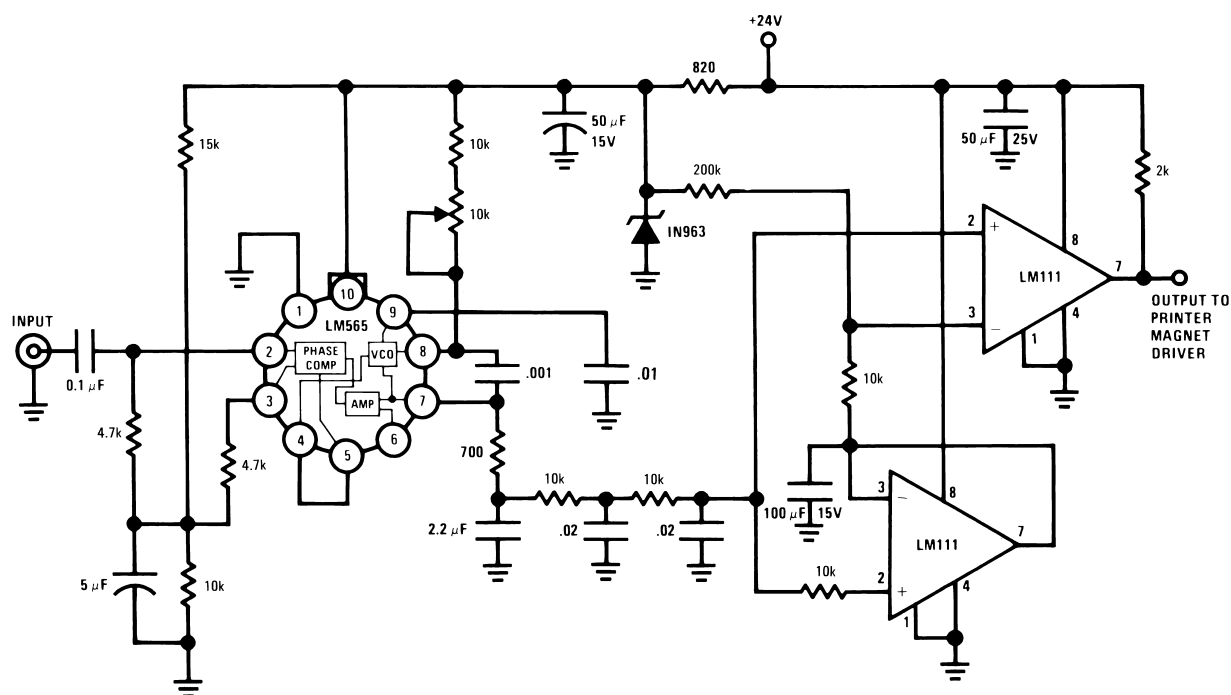 +24V
820
50 µF
15V
50 µF 25V
15k
10k
200k
2k
10k
IN963
2
+
8
LM111
7
3
–
4
1
OUTPUT TO
PRINTER
MAGNET
DRIVER
INPUT
0.1 µF
1
10
LM565
9
2
PHASE
COMP
VCO
8
3
AMP
7
4
5
6
.001
.01
4.7k
4.7k
700
10k
10k
10k
100 µF 15V
3
–
8
LM111
7
2.2 µF
.02
.02
10k
2
+
4
1
5 µF
10k